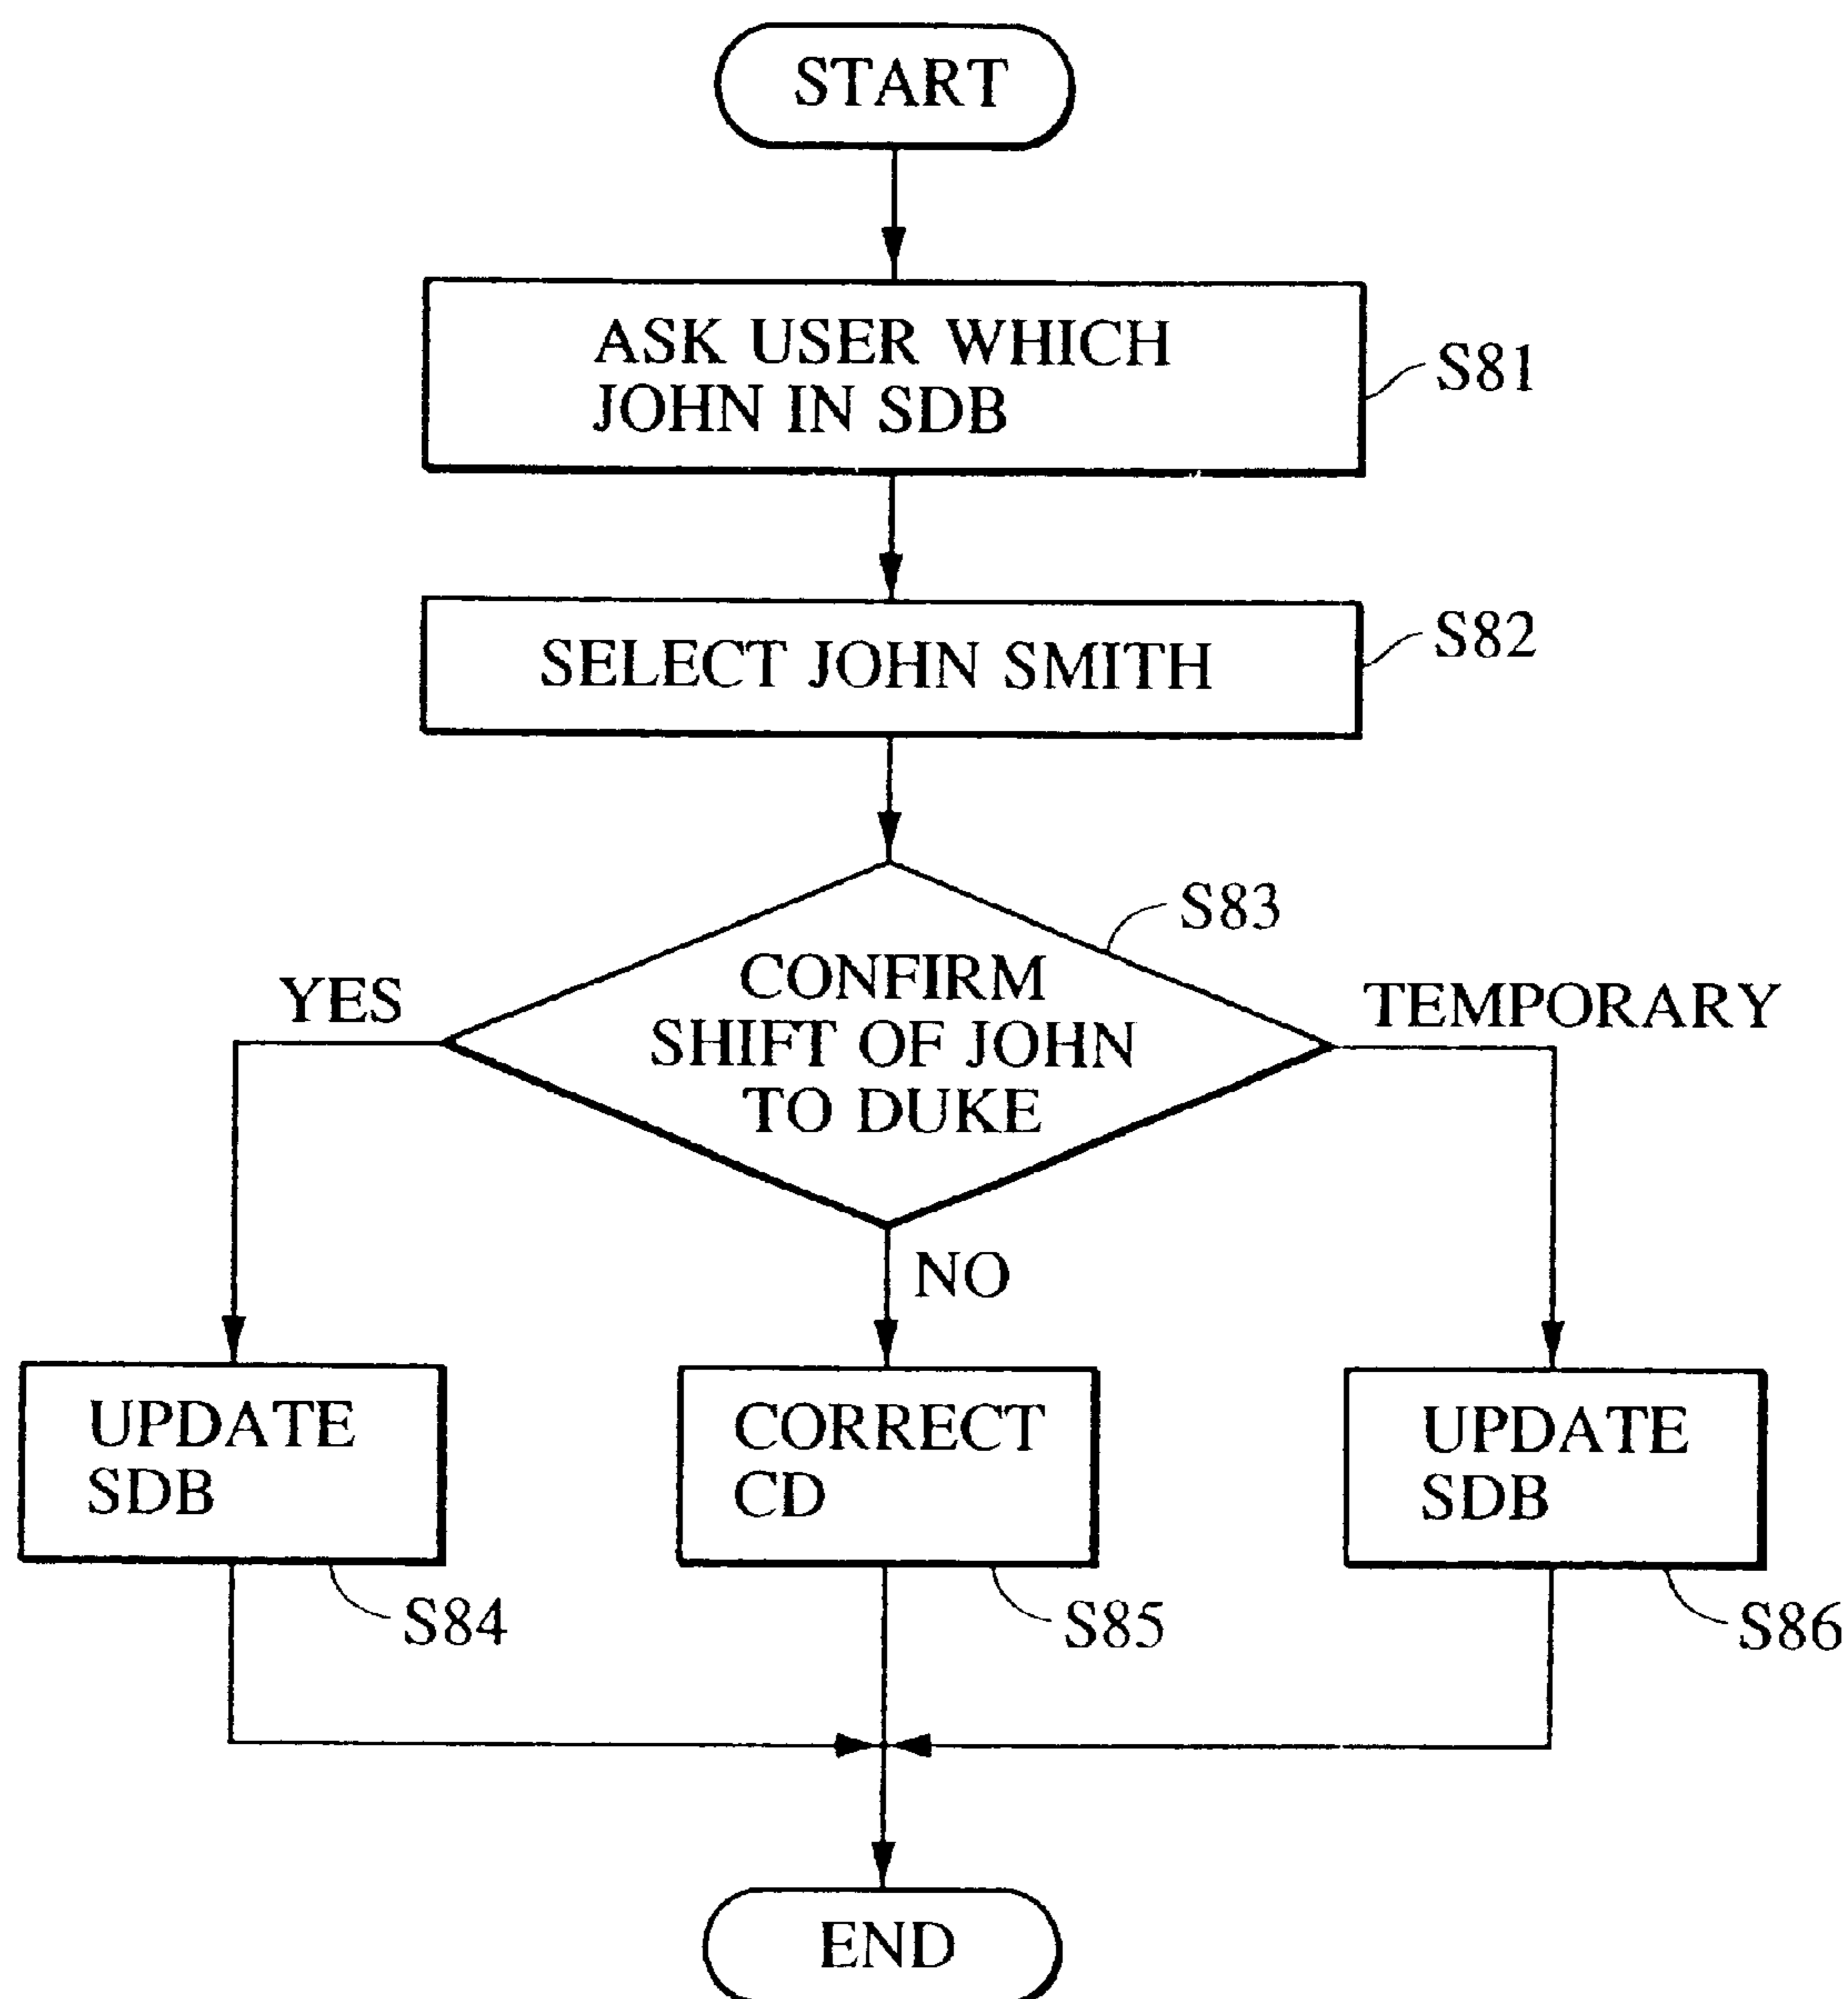 START
ASK USER WHICH
JOHN IN SDB
S81
SELECT JOHN SMITH
S82
S83
CONFIRM
SHIFT OF JOHN
TO DUKE
YES
TEMPORARY
NO
UPDATE
SDB
S84
CORRECT
CD
S85
UPDATE
SDB
S86
END